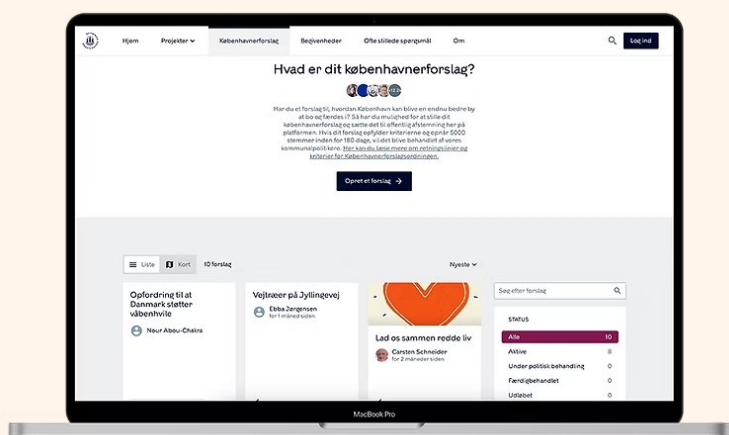 Hjem Projekter Københavnerforslag Begivenheder Ofte stillede spørgsmål Om Log ind
Hvad er dit københavnerforslag?
Har du et forslag til, hvordan København kan blive en endnu bedre by
at bo og færdes i? Så har du mulighed for at stille dit
københavnerforslag og sætte det til offentlig afstemning her på
platformen. Hvis dit forslag opfylder kriterierne og opnår 5000
stemmer inden for 180 dage, vil det blive behandlet af vores
kommunalpolitikere. Her kan du læse mere om retningslinjer og
kriterier for Københavnerforslagsordningen.
Opret et forslag →
Liste Kort 10 forslag Nyeste
Opfordring til at
Danmark støtter
våbenhvile
Nour Abou-Chakra
Vejtræer på Jyllingevej
Ebba Jørgensen
for 1 måned siden
Lad os sammen redde liv
Carsten Schneider
for 2 måneder siden
Søg efter forslag
STATUS
Alle 10
Aktive 8
Under politisk behandling 0
Færdigbehandlet 0
Udløbet 0
MacBook Pro